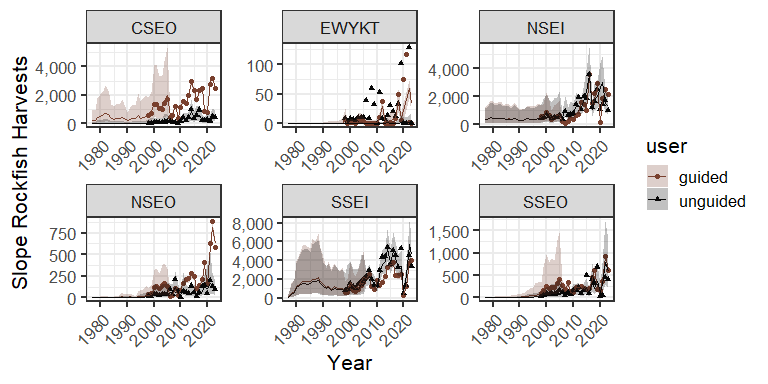 CSEO EWYKT NSEI
4,000
2,000
0
100
50
0
4,000
2,000
0
1980 1990 2000 2010 2020
1980 1990 2000 2010 2020
1980 1990 2000 2010 2020
NSEO SSEI SSEO
750
500
250
0
8,000
6,000
4,000
2,000
0
1,500
1,000
500
0
1980 1990 2000 2010 2020
1980 1990 2000 2010 2020
1980 1990 2000 2010 2020
Slope Rockfish Harvests
Year
user
guided
unguided